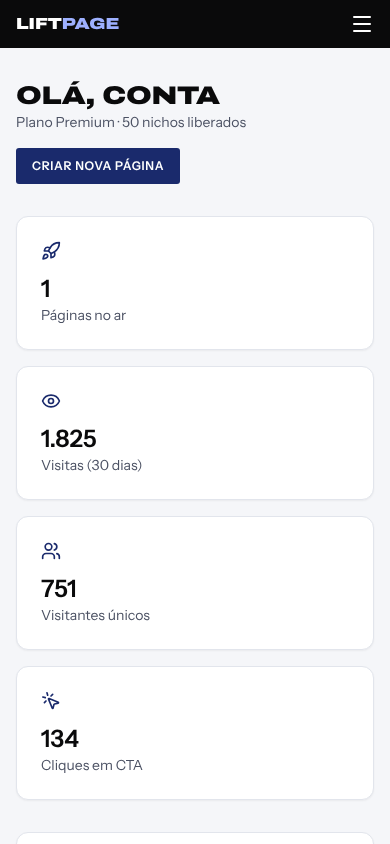 LIFTPAGE
OLÁ, CONTA
Plano Premium · 50 nichos liberados
CRIAR NOVA PÁGINA
1
Páginas no ar
1.825
Visitas (30 dias)
751
Visitantes únicos
134
Cliques em CTA